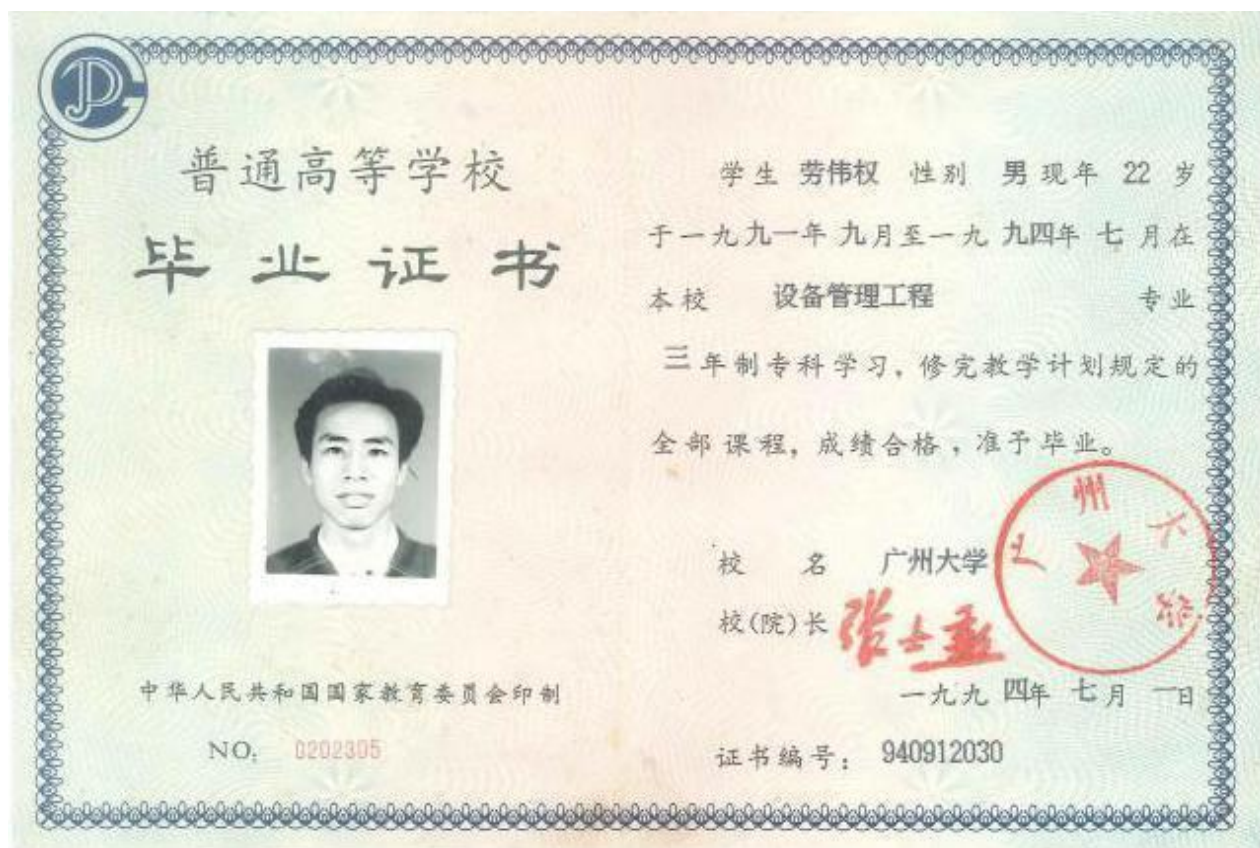 普通高等学校
毕业证书
中华人民共和国国家教育委员会印制
NO: 0202305
学生 劳伟权 性别 男 现年 22 岁
于一九九一年九月至一九九四年七月在
本校 设备管理工程 专业
三年制专科学习，修完教学计划规定的
全部课程，成绩合格，准予毕业。
校名 广州大学
校(院)长
一九九四年七月一日
证书编号：940912030
广州大学